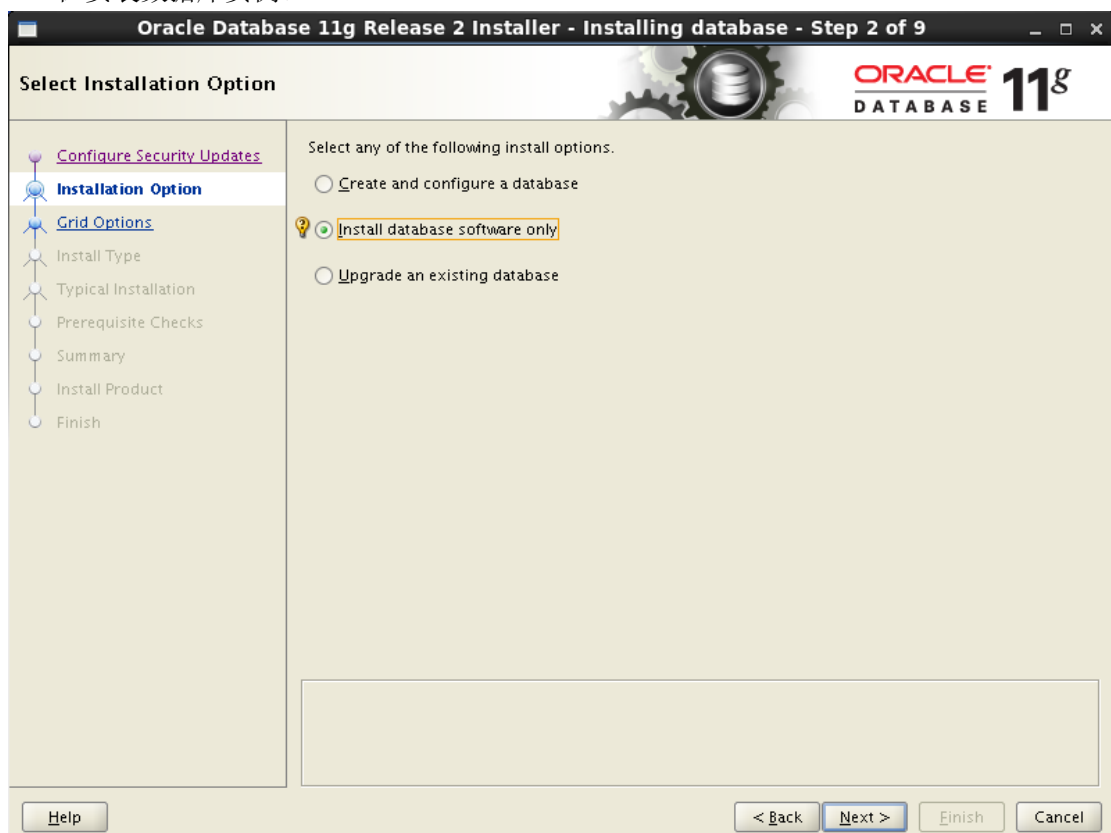 Oracle Database 11g Release 2 Installer - Installing database - Step 2 of 9
Select Installation Option
ORACLE
DATABASE
11g
Configure Security Updates
Installation Option
Grid Options
Install Type
Typical Installation
Prerequisite Checks
Summary
Install Product
Finish
Select any of the following install options.
Create and configure a database
Install database software only
Upgrade an existing database
Help
< Back
Next >
Finish
Cancel